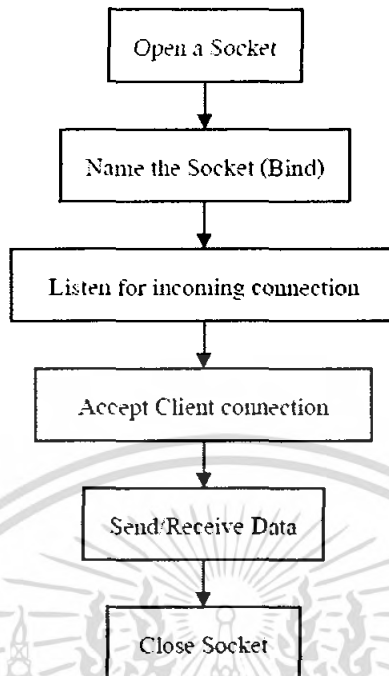 Open a Socket
Name the Socket (Bind)
Listen for incoming connection
Accept Client connection
Send/Receive Data
Close Socket